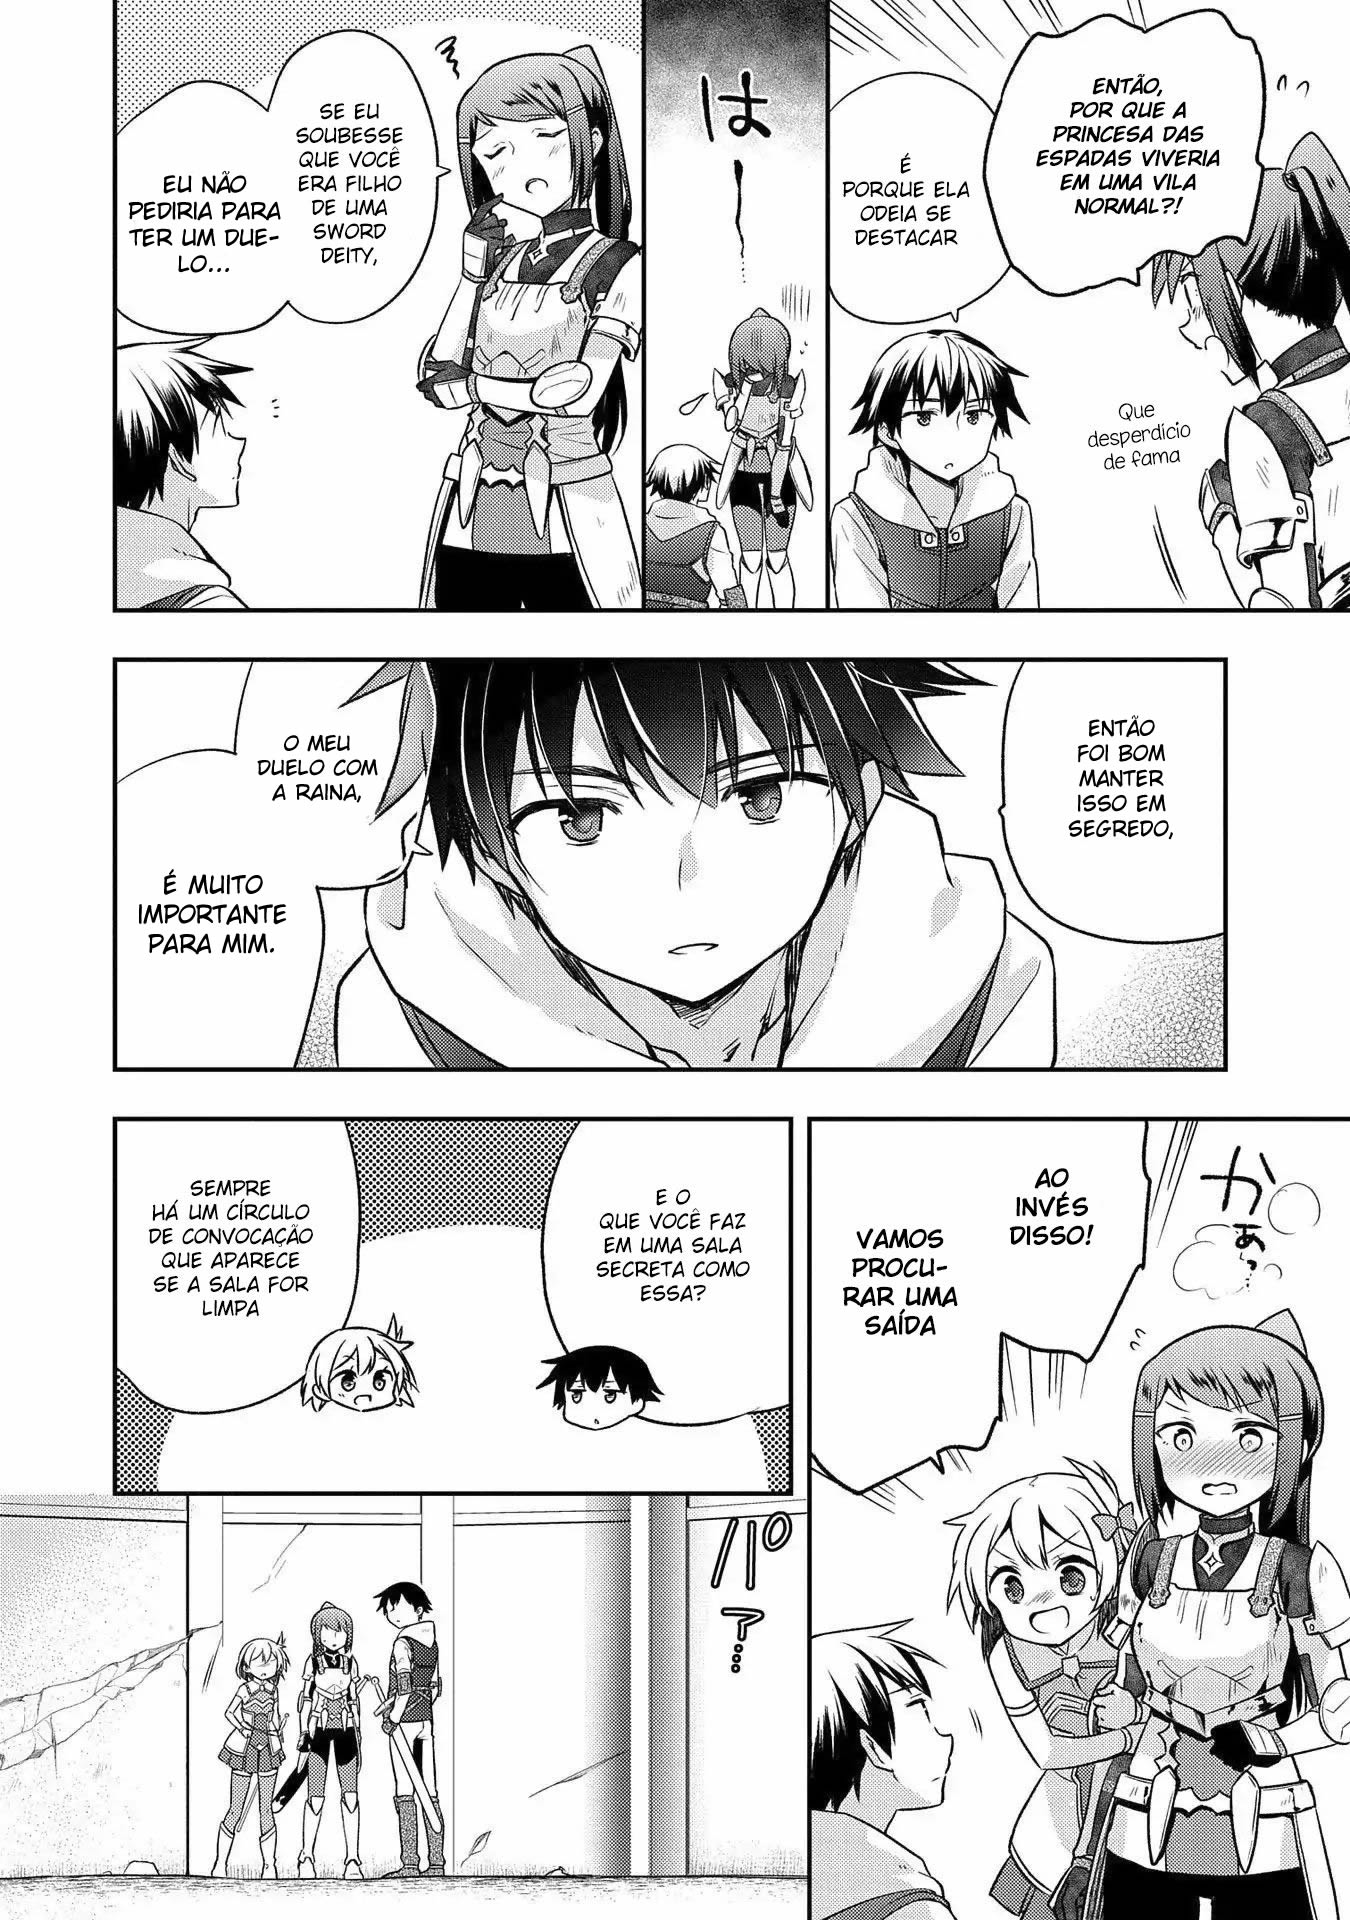 ENTÃO,
POR QUE A
PRINCESA DAS
ESPADAS VIVERIA
EM UMA VILA
NORMAL?!
É
PORQUE ELA
ODEIA SE
DESTACAR
Que
desperdício
de fama
はー
SE EU
SOUBESSE
QUE VOCÊ
ERA FILHO
DE UMA
SWORD
DEITY,
EU NÃO
PEDIRIA PARA
TER UM DUE-
LO...
ENTÃO
FOI BOM
MANTER
ISSO EM
SEGREDO,
O MEU
DUELO COM
A RAINA,
É MUITO
IMPORTANTE
PARA MIM.
AO
INVÉS
DISSO!
VAMOS
PROCU-
RAR UMA
SAÍDA
かぁっ
E O
QUE VOCÊ FAZ
EM UMA SALA
SECRETA COMO
ESSA?
SEMPRE
HÁ UM CÍRCULO
DE CONVOCAÇÃO
QUE APARECE
SE A SALA FOR
LIMPA
パァ…